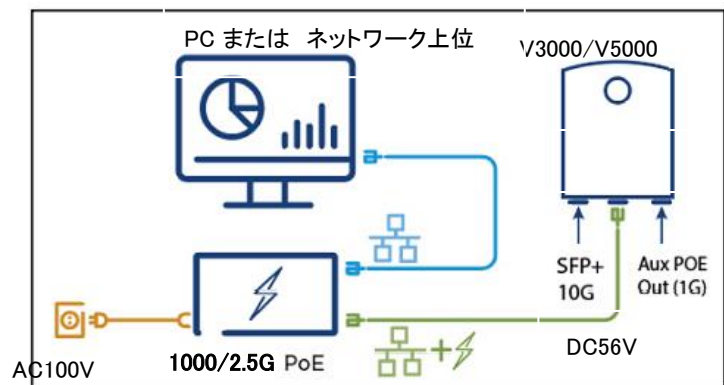 PC または ネットワーク上位
V3000/V5000
SFP+
10G
Aux POE
Out (1G)
DC56V
1000/2.5G PoE
AC100V